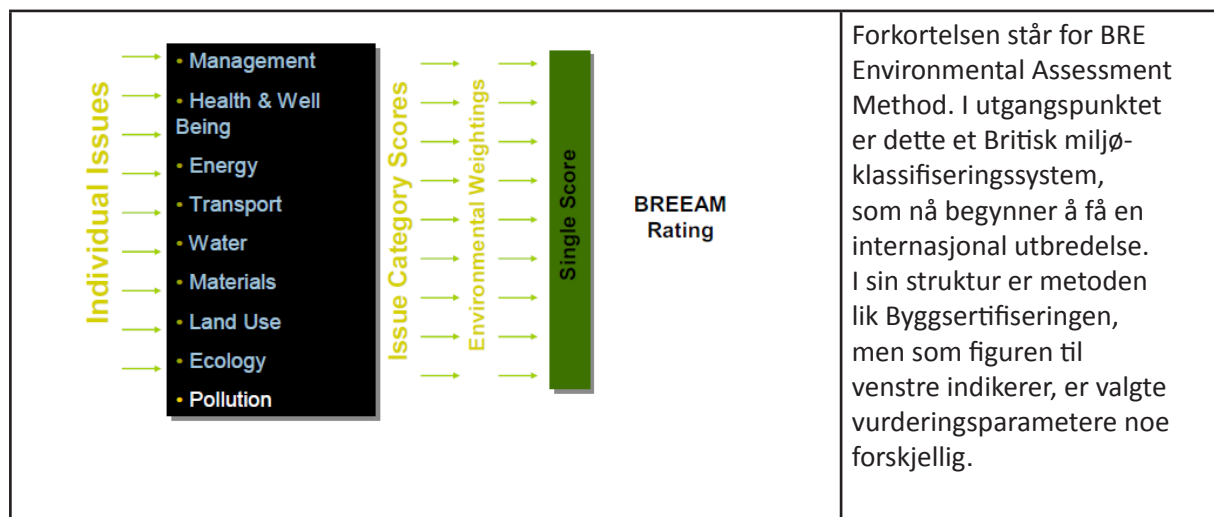 Individual Issues
• Management
• Health & Well
Being
• Energy
• Transport
• Water
• Materials
• Land Use
• Ecology
• Pollution
Issue Category Scores
Environmental Weightings
Single Score
BREEAM
Rating
Forkortelsen står for BRE
Environmental Assessment
Method. I utgangspunktet
er dette et Britisk miljø-
klassifiseringssystem,
som nå begynner å få en
internasjonal utbredelse.
I sin struktur er metoden
lik Byggsertifiseringen,
men som figuren til
venstre indikerer, er valgte
vurderingsparametere noe
forskjellig.